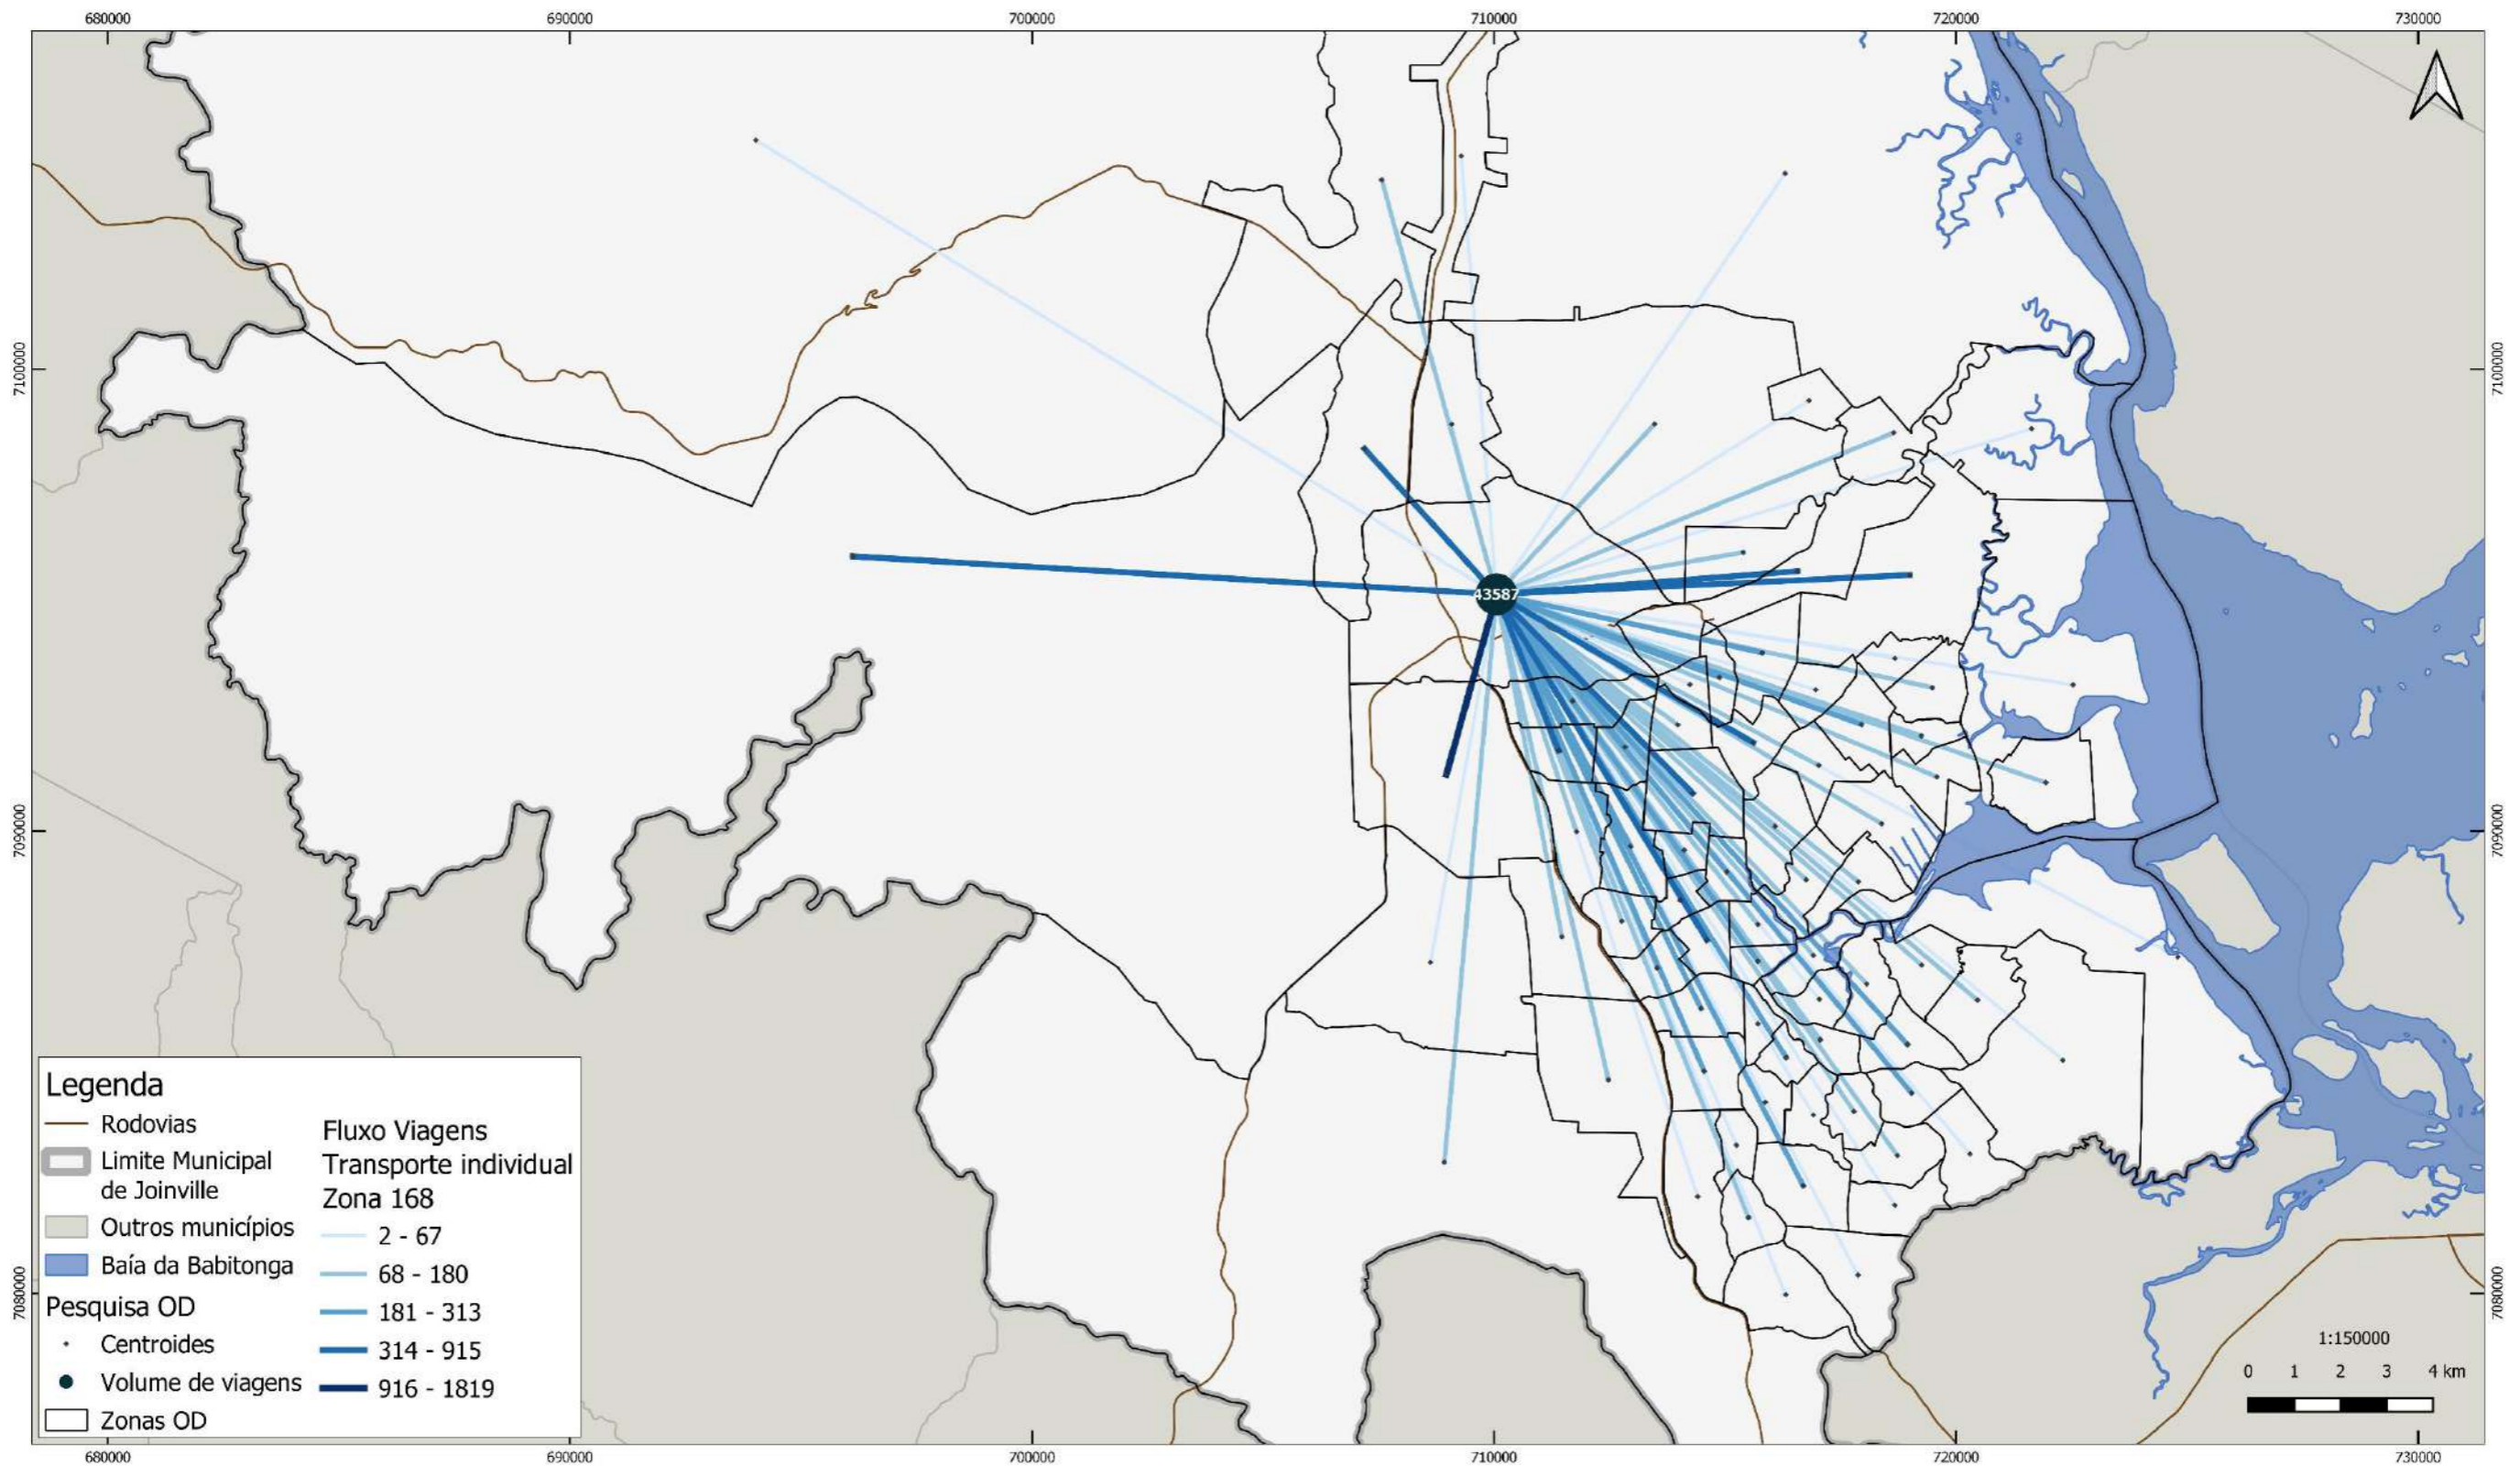 680000 690000 700000 710000 720000 730000
7100000 7100000
43587
7090000 7090000
7080000 7080000
Legenda
Rodovias
Limite Municipal
de Joinville
Outros municípios
Baía da Babitonga
Pesquisa OD
Centroides
Volume de viagens
Zonas OD
Fluxo Viagens
Transporte individual
Zona 168
2 - 67
68 - 180
181 - 313
314 - 915
916 - 1819
1:150000
0 1 2 3 4 km
680000 690000 700000 710000 720000 730000